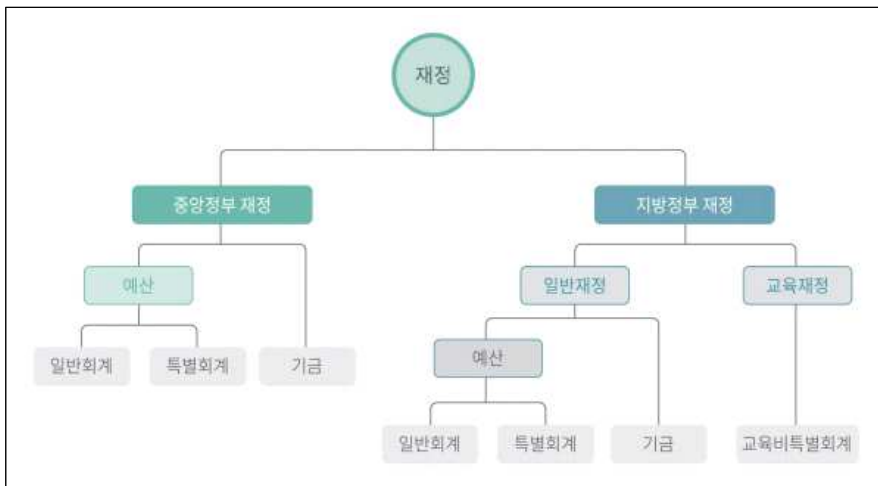 재정
중앙정부 재정
지방정부 재정
예산
일반재정
교육재정
일반회계
특별회계
기금
예산
일반회계
특별회계
기금
교육비특별회계